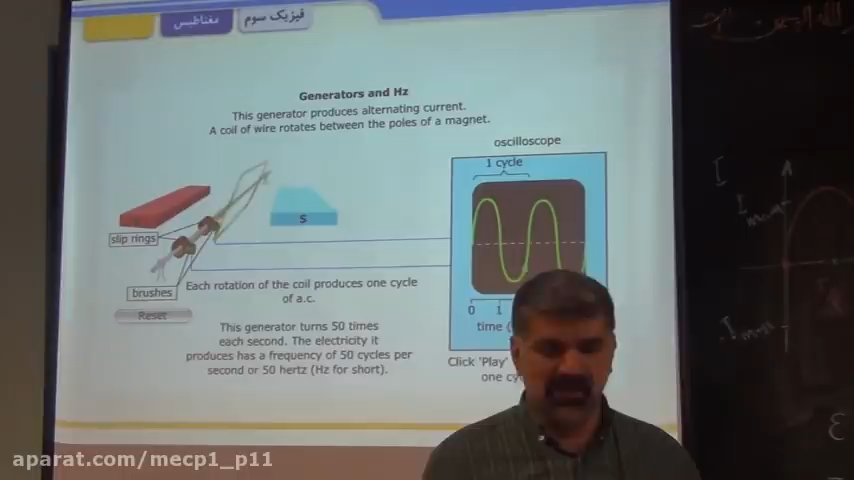 مغناطیس
فیزیک سوم
Generators and Hz
This generator produces alternating current.
A coil of wire rotates between the poles of a magnet.
oscilloscope
1 cycle
S
slip rings
brushes
Each rotation of the coil produces one cycle
of a.c.
Reset
This generator turns 50 times
each second. The electricity it
produces has a frequency of 50 cycles per
second or 50 hertz (Hz for short).
0 1
time (
Click 'Play'
one cy
I
I max
-I max
ε
aparat.com/mecp1_p11